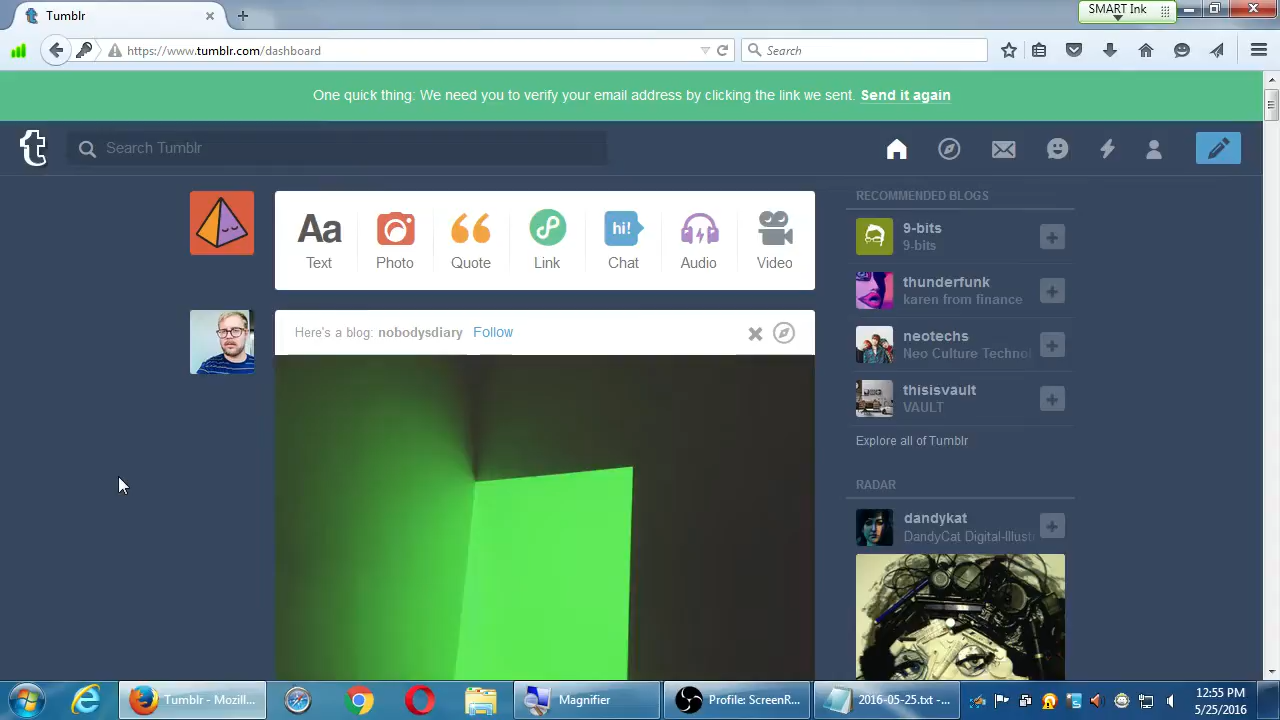 Tumblr
SMART Ink
https://www.tumblr.com/dashboard
Search
One quick thing: We need you to verify your email address by clicking the link we sent. Send it again
Search Tumblr
Aa
Text
Photo
Quote
Link
hi!
Chat
Audio
Video
Here's a blog: nobodysdiary Follow
RECOMMENDED BLOGS
9-bits
9-bits
thunderfunk
karen from finance
neotechs
Neo Culture Technol
thisisvault
VAULT
Explore all of Tumblr
RADAR
dandykat
DandyCat Digital-Illust
Tumblr - Mozill...
Magnifier
Profile: ScreenR...
2016-05-25.txt -...
12:55 PM
5/25/2016